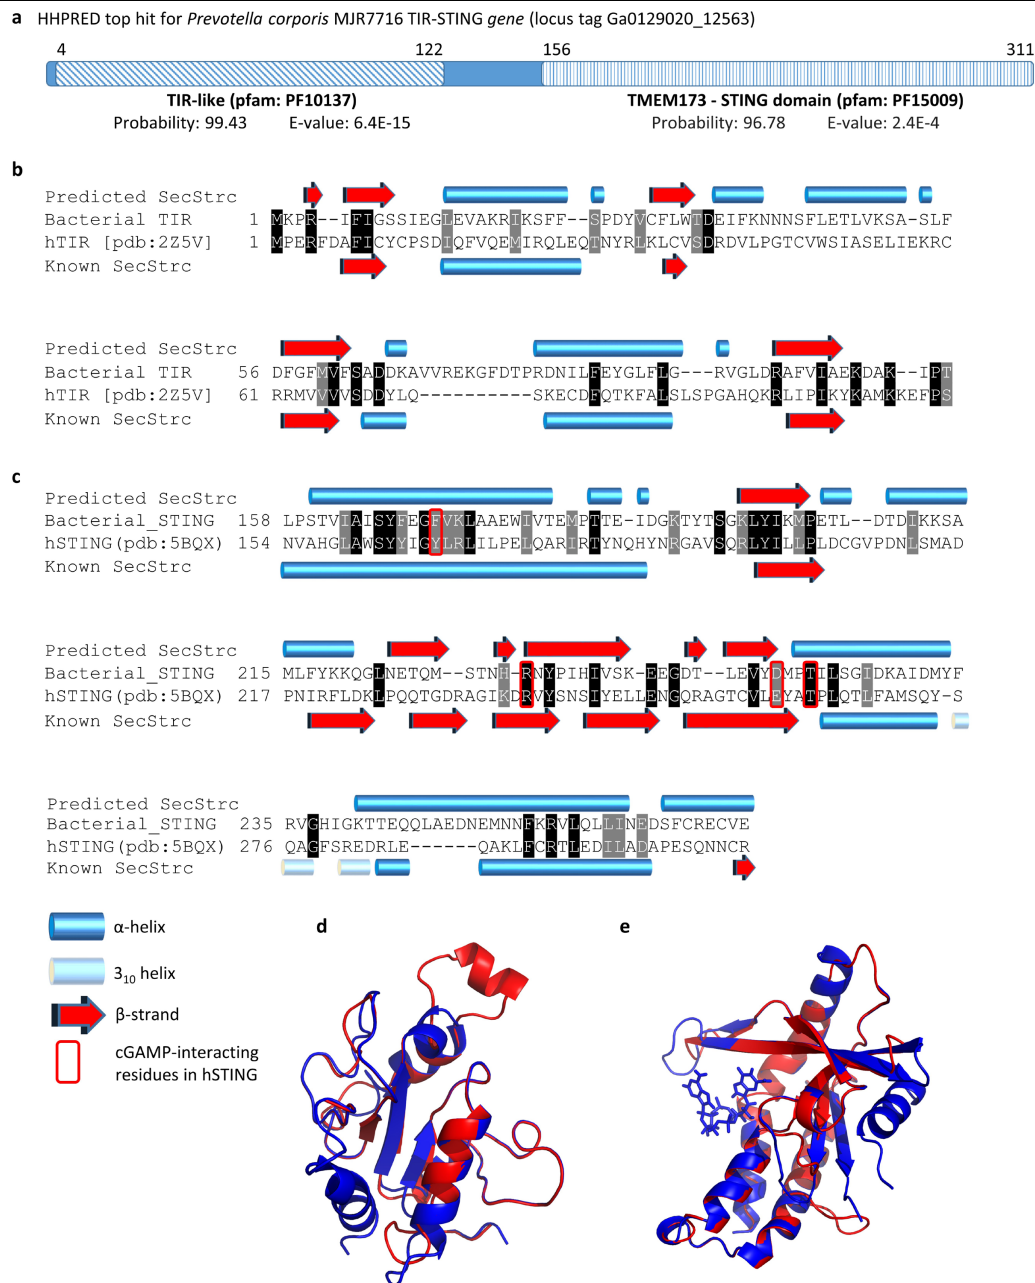 a HHPRED top hit for Prevotella corporis MJR7716 TIR-STING gene (locus tag Ga0129020_12563)
4 122 156 311
TIR-like (pfam: PF10137) TMEM173 - STING domain (pfam: PF15009)
Probability: 99.43 E-value: 6.4E-15 Probability: 96.78 E-value: 2.4E-4
b
Predicted SecStrc
Bacterial TIR 1 MKPR--IFIGSSIEGLEVAKRIKSFF--SPDYVCFLWTDEIFKNNNSFLETLVKSA-SLF
hTIR [pdb:2Z5V] 1 MPERFDAFICYCPSDIQFVQEMIRQLEQTNYRLKLCVSDRDVLPGTCVWSIASELIEKRC
Known SecStrc
Predicted SecStrc
Bacterial TIR 56 DFGFMVFSADDKAVVREKGFDTPRDNILFEYGLFLG---RVGLDRAFVIAEKDAK--IPT
hTIR [pdb:2Z5V] 61 RRMVVVVSDDYLQ----------SKECDFQTKFALSLSPGAHQKRLIPIKYKAMKKEFPS
Known SecStrc
c
Predicted SecStrc
Bacterial_STING 158 LPSTVIAISYFEGFVKLAAEWIVTEMPTTE-IDGKTYTSGKLYIKMPETL--DTDIKKSA
hSTING(pdb:5BQX) 154 NVAHGLAWSYYIGYLRLILPELQARIRTYNQHYNRGAVSQRLYILLPLDCGVPDNLSMAD
Known SecStrc
Predicted SecStrc
Bacterial_STING 215 MLFYKKQGLNETQM--STNH-RNYPIHIVSK-EEGDT--LEVYDMPTILSGIDKAIDMYF
hSTING(pdb:5BQX) 217 PNIRFLDKLPQQTGDRAGIKDRVYSNSIYELLENGQRAGTCVLEYATPLQTLFAMSQY-S
Known SecStrc
Predicted SecStrc
Bacterial_STING 235 RVGHIGKTTEQQLAEDNEMNNFKRVLQLLINEDSFCRECVE
hSTING(pdb:5BQX) 276 QAGFSREDRLE------QAKLFCRTLEDILADAPESQNNCR
Known SecStrc
α-helix
3₁₀ helix
β-strand
cGAMP-interacting
residues in hSTING
d e